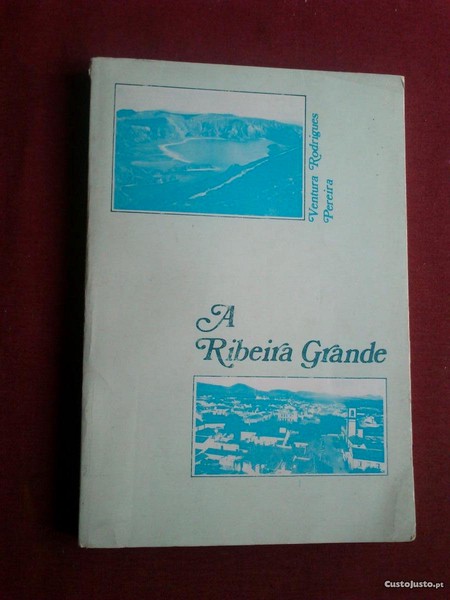 Ventura Rodrigues
Pereira
A
Ribeira Grande
CustoJusto.pt